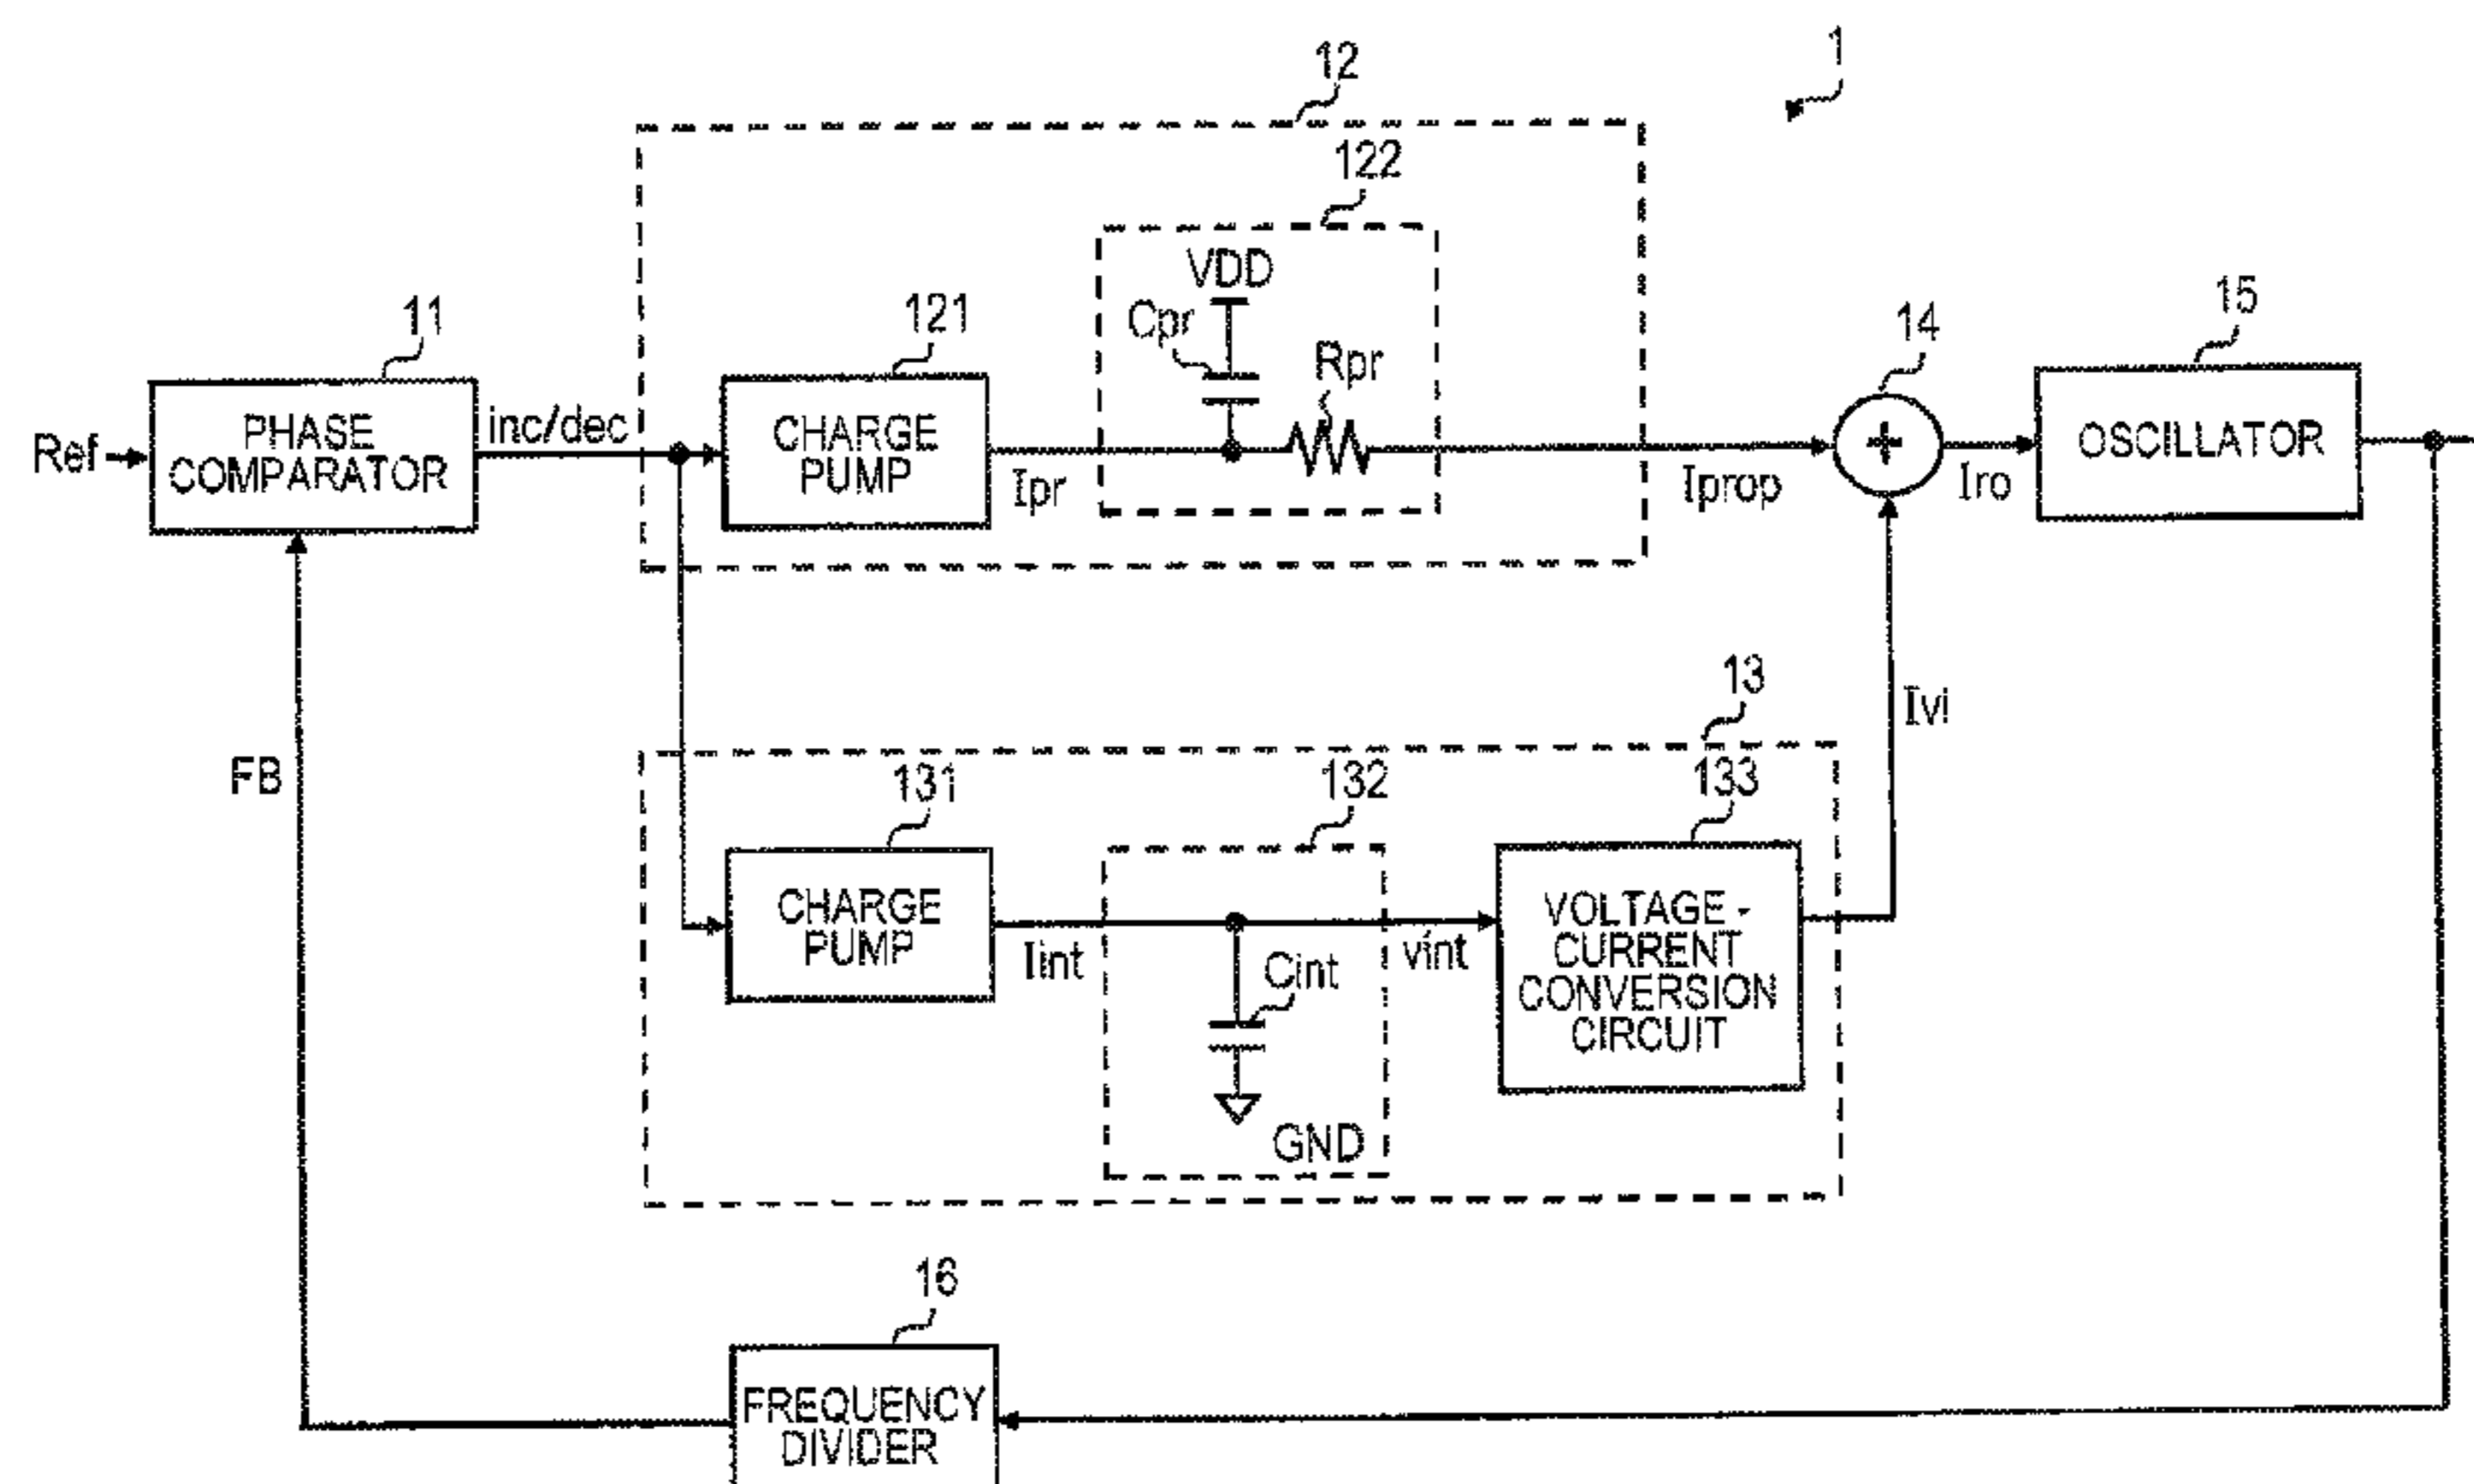 1
12
122
VDD
Cpr
Rpr
11
121
14
15
Ref
PHASE
COMPARATOR
inc/dec
CHARGE
PUMP
Ipr
Iprop
+
Iro
OSCILLATOR
FB
13
Ivi
131
132
133
CHARGE
PUMP
Iint
Cint
GND
vint
VOLTAGE -
CURRENT
CONVERSION
CIRCUIT
16
FREQUENCY
DIVIDER